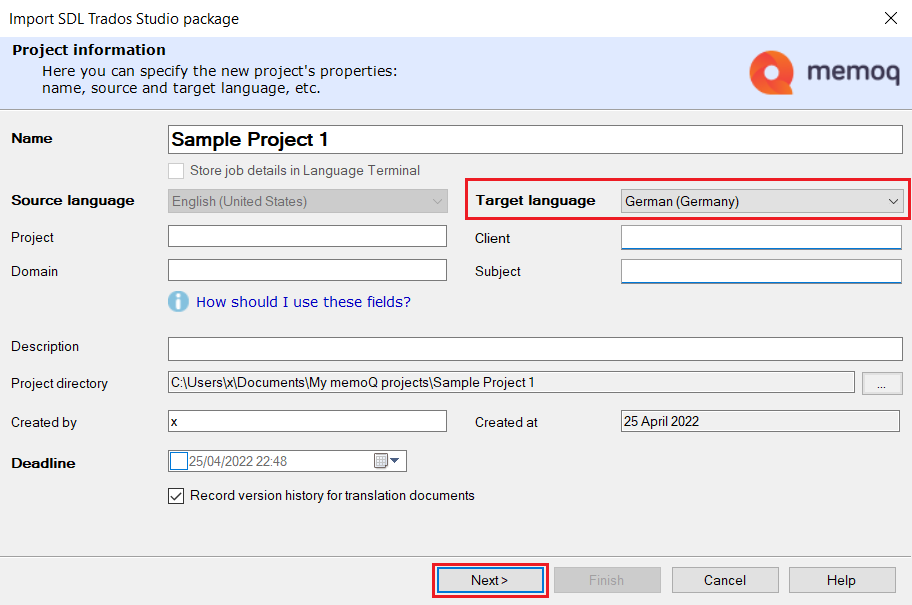 Import SDL Trados Studio package
Project information
Here you can specify the new project's properties:
name, source and target language, etc.
memoq
Name
Sample Project 1
Store job details in Language Terminal
Source language
English (United States)
Target language
German (Germany)
Project
Client
Domain
Subject
i
How should I use these fields?
Description
Project directory
C:\Users\x\Documents\My memoQ projects\Sample Project 1
...
Created by
x
Created at
25 April 2022
Deadline
25/04/2022 22:48
Record version history for translation documents
Next >
Finish
Cancel
Help